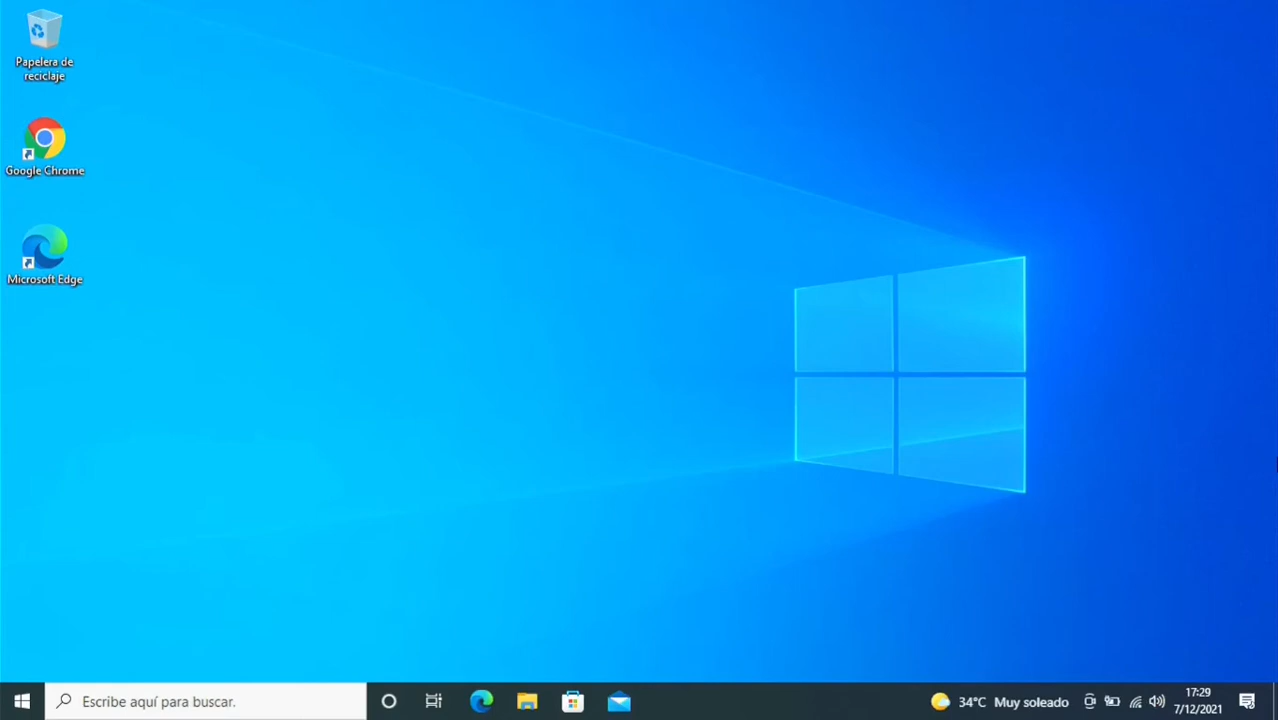 Papelera de
reciclaje
Google Chrome
Microsoft Edge
Escribe aquí para buscar.
34°C Muy soleado
17:29
7/12/2021